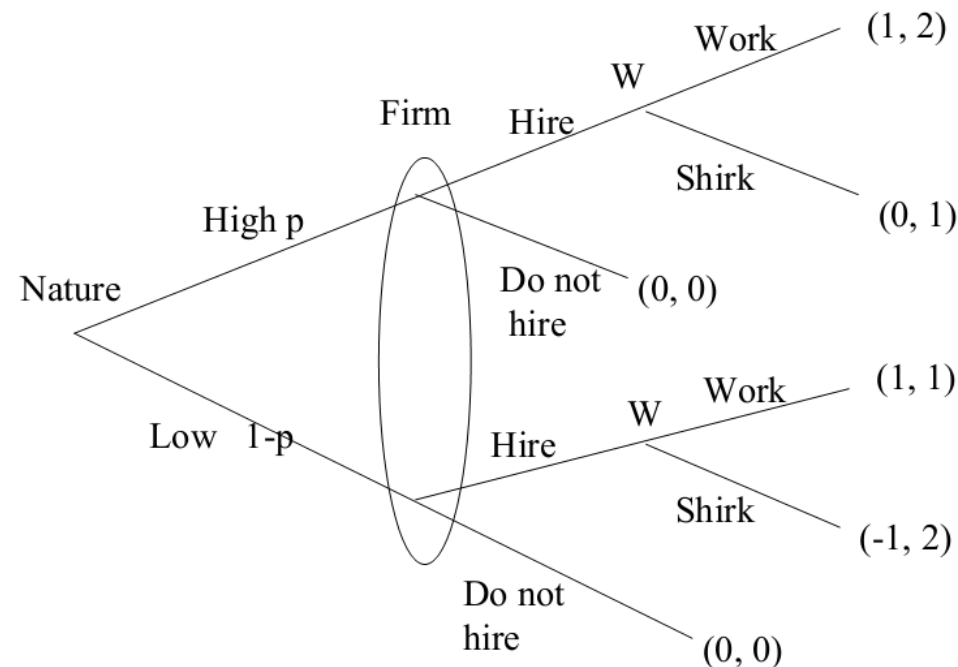 Work
(1, 2)
W
Firm
Hire
Shirk
(0, 1)
High p
Nature
Do not
hire
(0, 0)
Work
(1, 1)
W
Low 1-p
Hire
Shirk
(-1, 2)
Do not
hire
(0, 0)